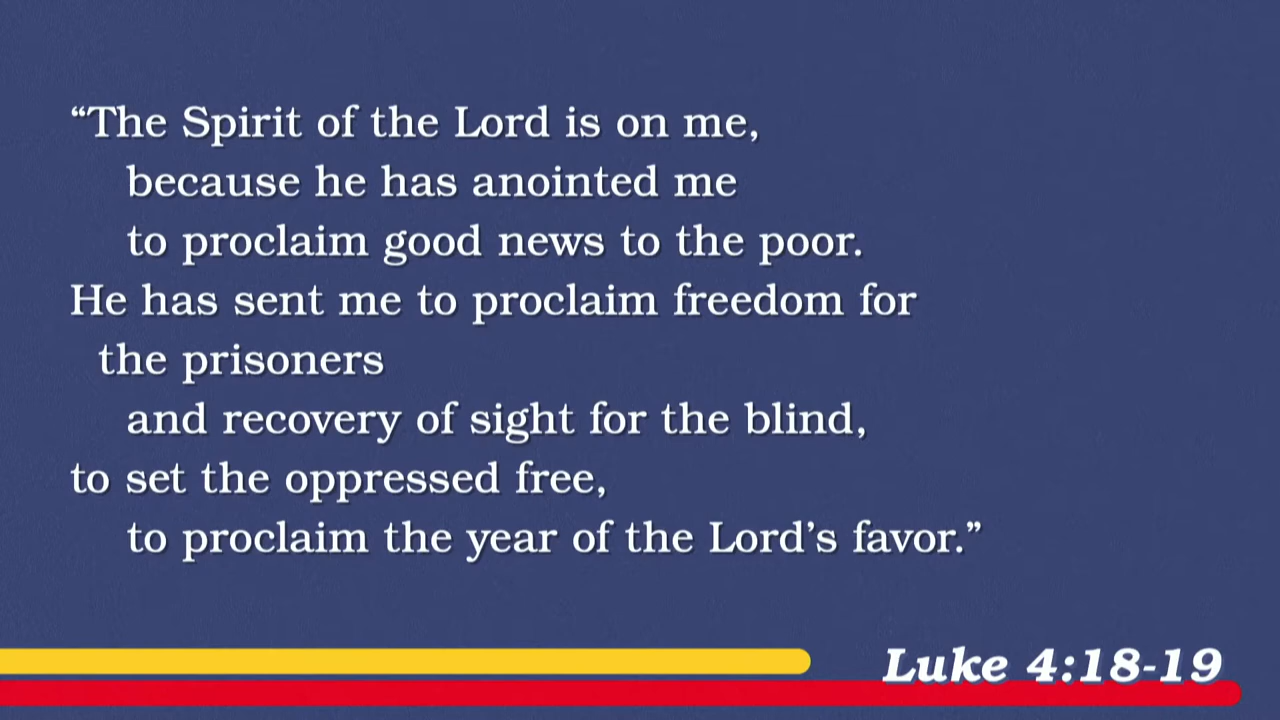 “The Spirit of the Lord is on me,
because he has anointed me
to proclaim good news to the poor.
He has sent me to proclaim freedom for
the prisoners
and recovery of sight for the blind,
to set the oppressed free,
to proclaim the year of the Lord’s favor.”
Luke 4:18-19